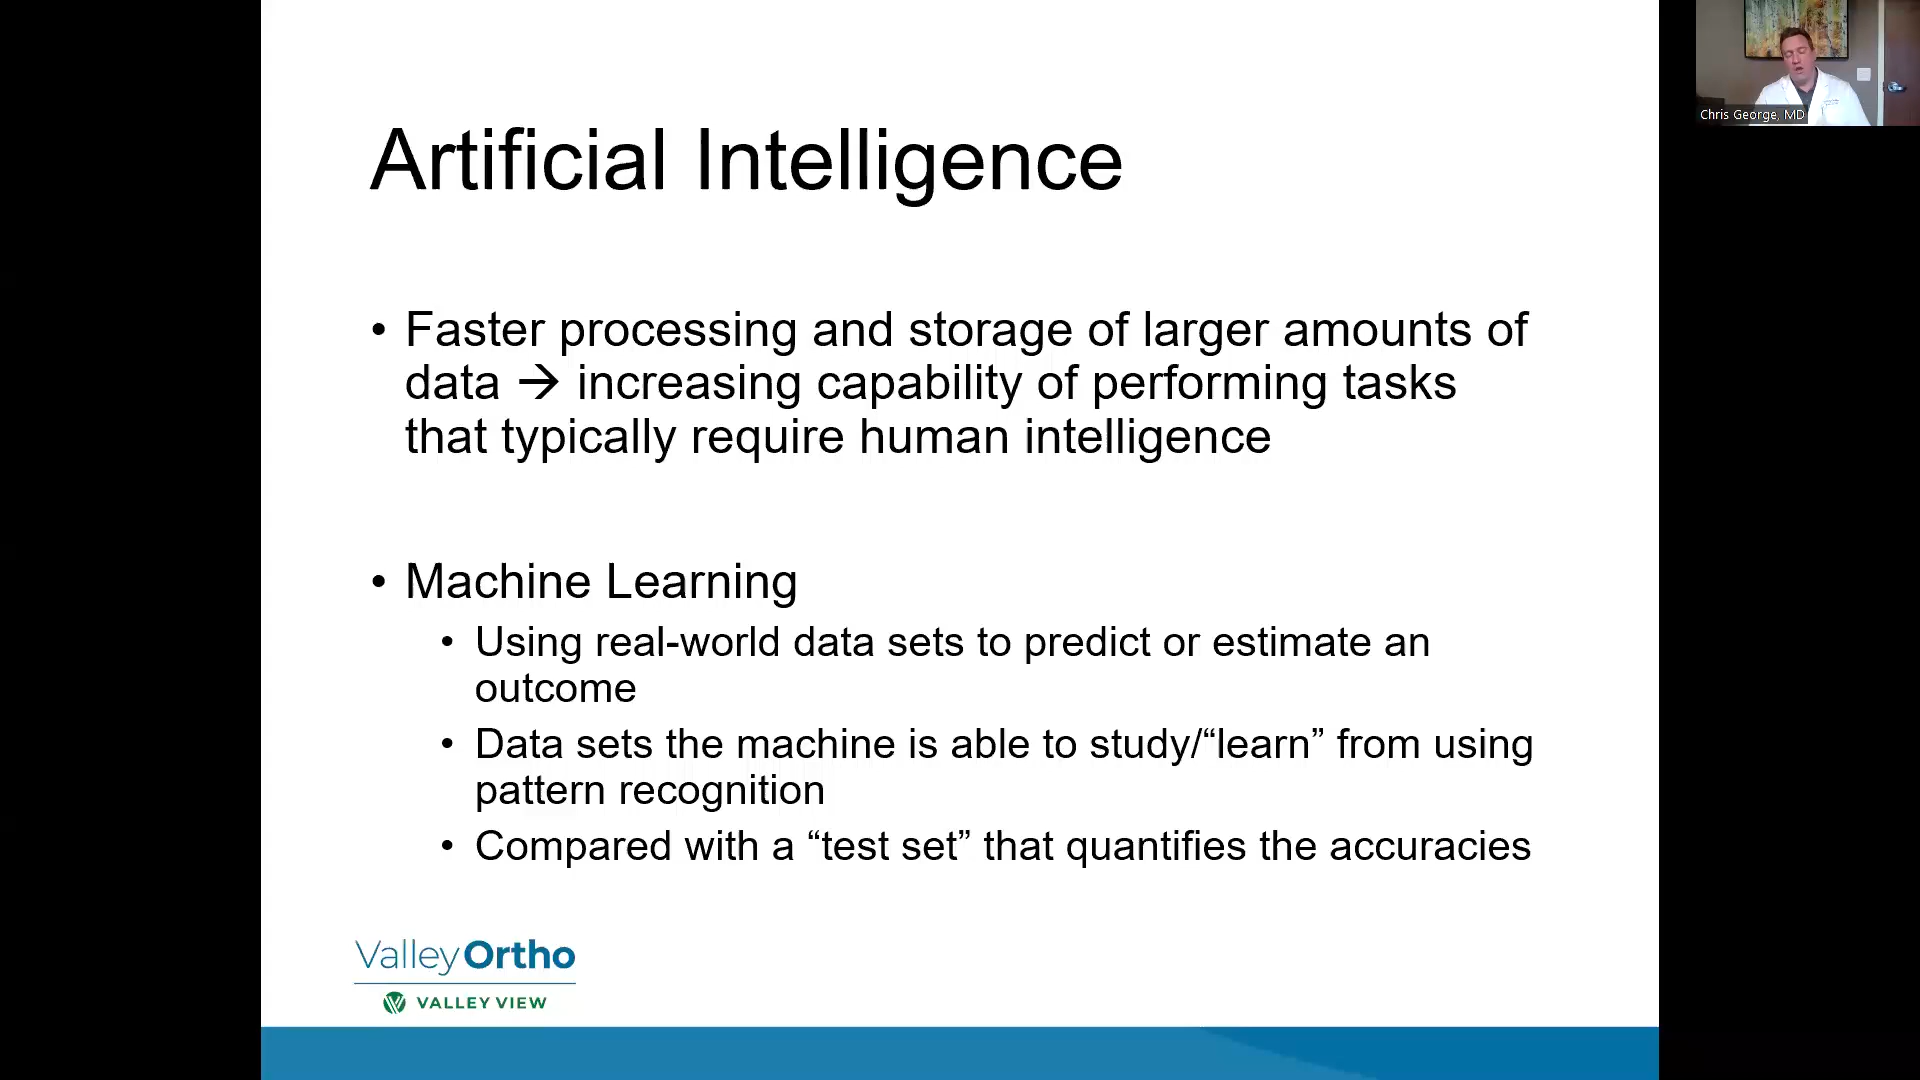 Artificial Intelligence
• Faster processing and storage of larger amounts of
data → increasing capability of performing tasks
that typically require human intelligence
• Machine Learning
• Using real-world data sets to predict or estimate an
outcome
• Data sets the machine is able to study/“learn” from using
pattern recognition
• Compared with a “test set” that quantifies the accuracies
ValleyOrtho
VALLEY VIEW
Chris George, MD